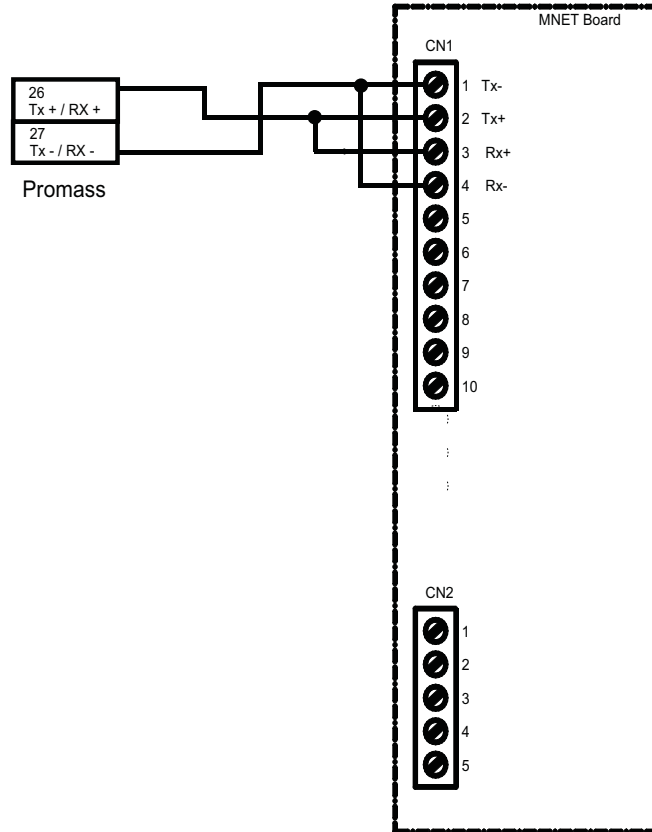 MNET Board
CN1
26
Tx + / RX +
27
Tx - / RX -
Promass
1 Tx-
2 Tx+
3 Rx+
4 Rx-
5
6
7
8
9
10
CN2
1
2
3
4
5